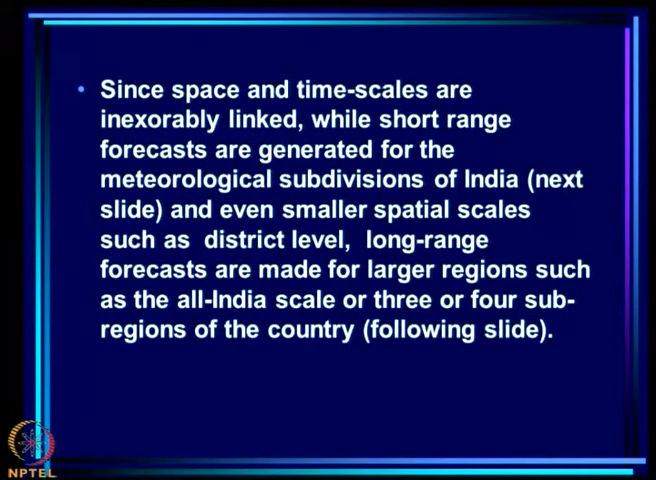 • Since space and time-scales are
inexorably linked, while short range
forecasts are generated for the
meteorological subdivisions of India (next
slide) and even smaller spatial scales
such as district level, long-range
forecasts are made for larger regions such
as the all-India scale or three or four sub-
regions of the country (following slide).
NPTEL